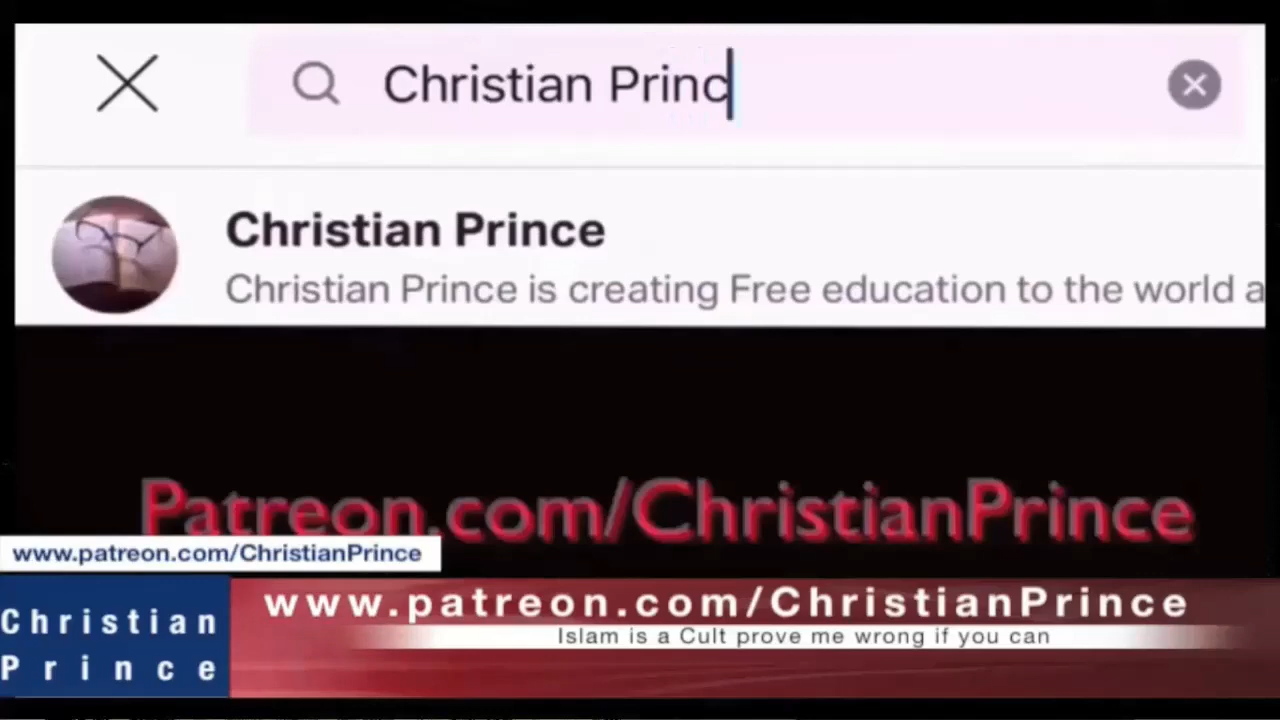 Christian Princ
Christian Prince
Christian Prince is creating Free education to the world a
Patreon.com/ChristianPrince
www.patreon.com/ChristianPrince
Christian
Prince
www.patreon.com/ChristianPrince
Islam is a Cult prove me wrong if you can